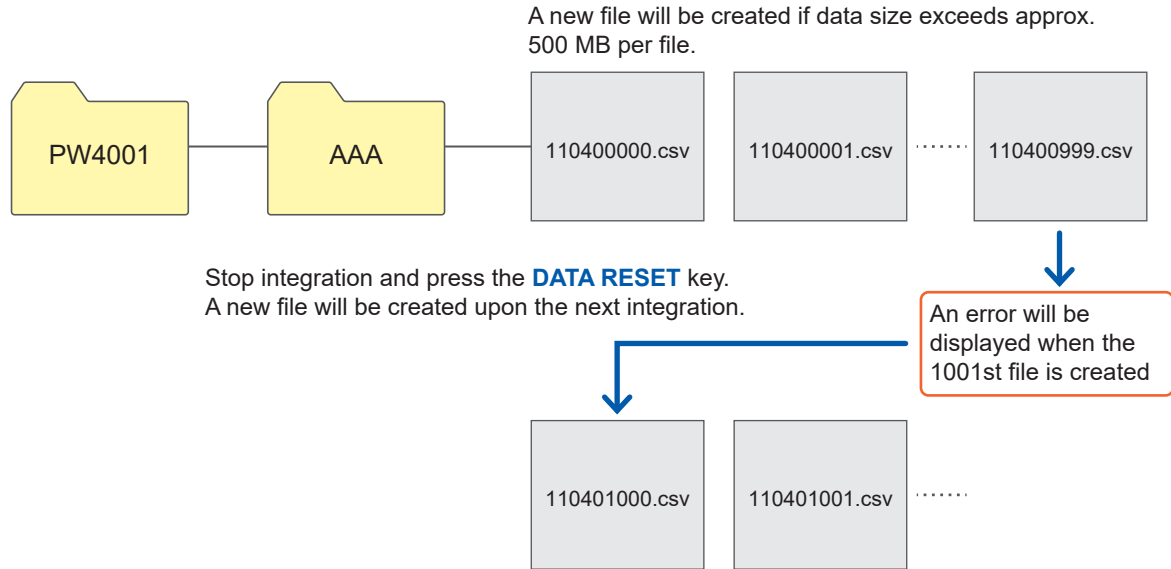 A new file will be created if data size exceeds approx.
500 MB per file.
PW4001
AAA
110400000.csv
110400001.csv
110400999.csv
Stop integration and press the DATA RESET key.
A new file will be created upon the next integration.
An error will be
displayed when the
1001st file is created
110401000.csv
110401001.csv